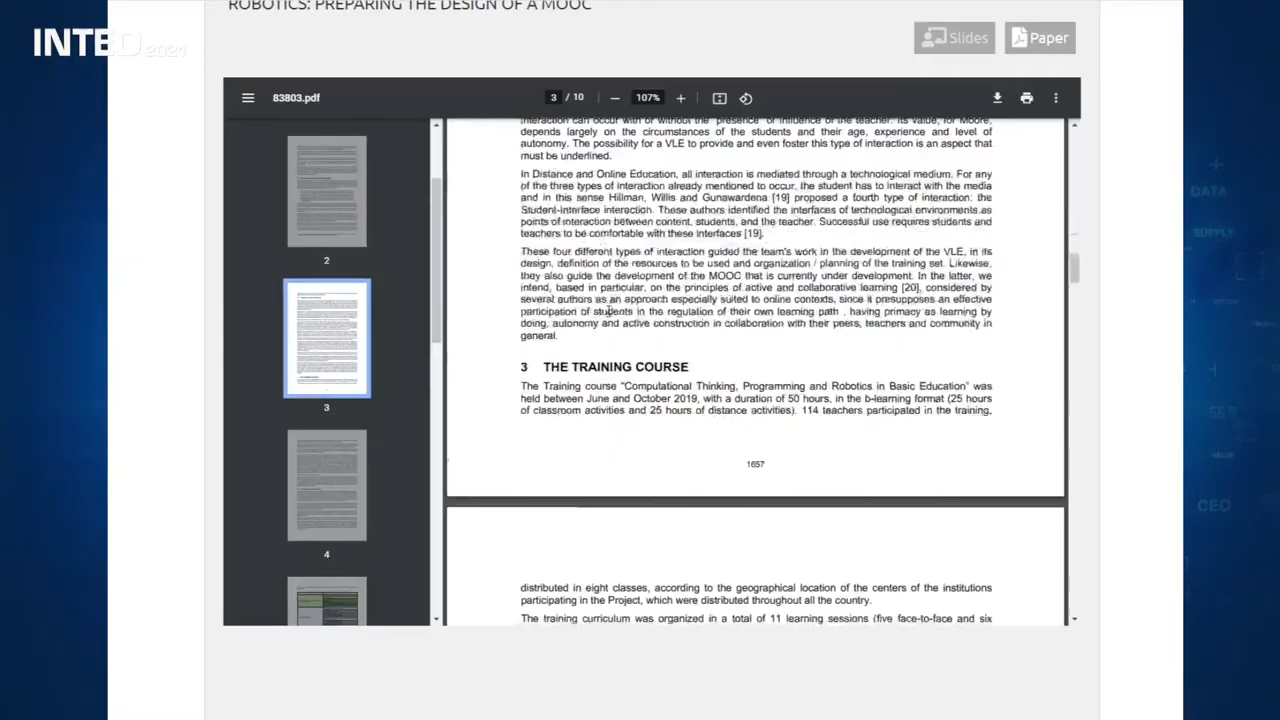 ROBOTICS: PREPARING THE DESIGN OF A MOOC
INTED2021
Slides
Paper
83803.pdf
3 / 10
107%
interaction can occur with or without the "presence" or influence of the teacher. Its value, for Moore,
depends largely on the circumstances of the students and their age, experience and level of
autonomy. The possibility for a VLE to provide and even foster this type of interaction is an aspect that
must be underlined.
In Distance and Online Education, all interaction is mediated through a technological medium. For any
of the three types of interaction already mentioned to occur, the student has to interact with the media
and in this sense Hillman, Willis and Gunawardena [19] proposed a fourth type of interaction: the
Student-Interface interaction. These authors identified the interfaces of technological environments as
points of interaction between content, students, and the teacher. Successful use requires students and
teachers to be comfortable with these interfaces [19].
These four different types of interaction guided the team's work in the development of the VLE, in its
design, definition of the resources to be used and organization / planning of the training set. Likewise,
they also guide the development of the MOOC that is currently under development. In the latter, we
intend, based in particular, on the principles of active and collaborative learning [20], considered by
several authors as an approach especially suited to online contexts, since it presupposes an effective
participation of students in the regulation of their own learning path , having primacy as learning by
doing, autonomy and active construction in collaboration with their peers, teachers and community in
general.
3 THE TRAINING COURSE
The Training course "Computational Thinking, Programming and Robotics in Basic Education" was
held between June and October 2019, with a duration of 50 hours, in the b-learning format (25 hours
of classroom activities and 25 hours of distance activities). 114 teachers participated in the training,
1657
distributed in eight classes, according to the geographical location of the centers of the institutions
participating in the Project, which were distributed throughout all the country.
The training curriculum was organized in a total of 11 learning sessions (five face-to-face and six
2
3
4
DATA
SUPPLY
VALUE
CEO